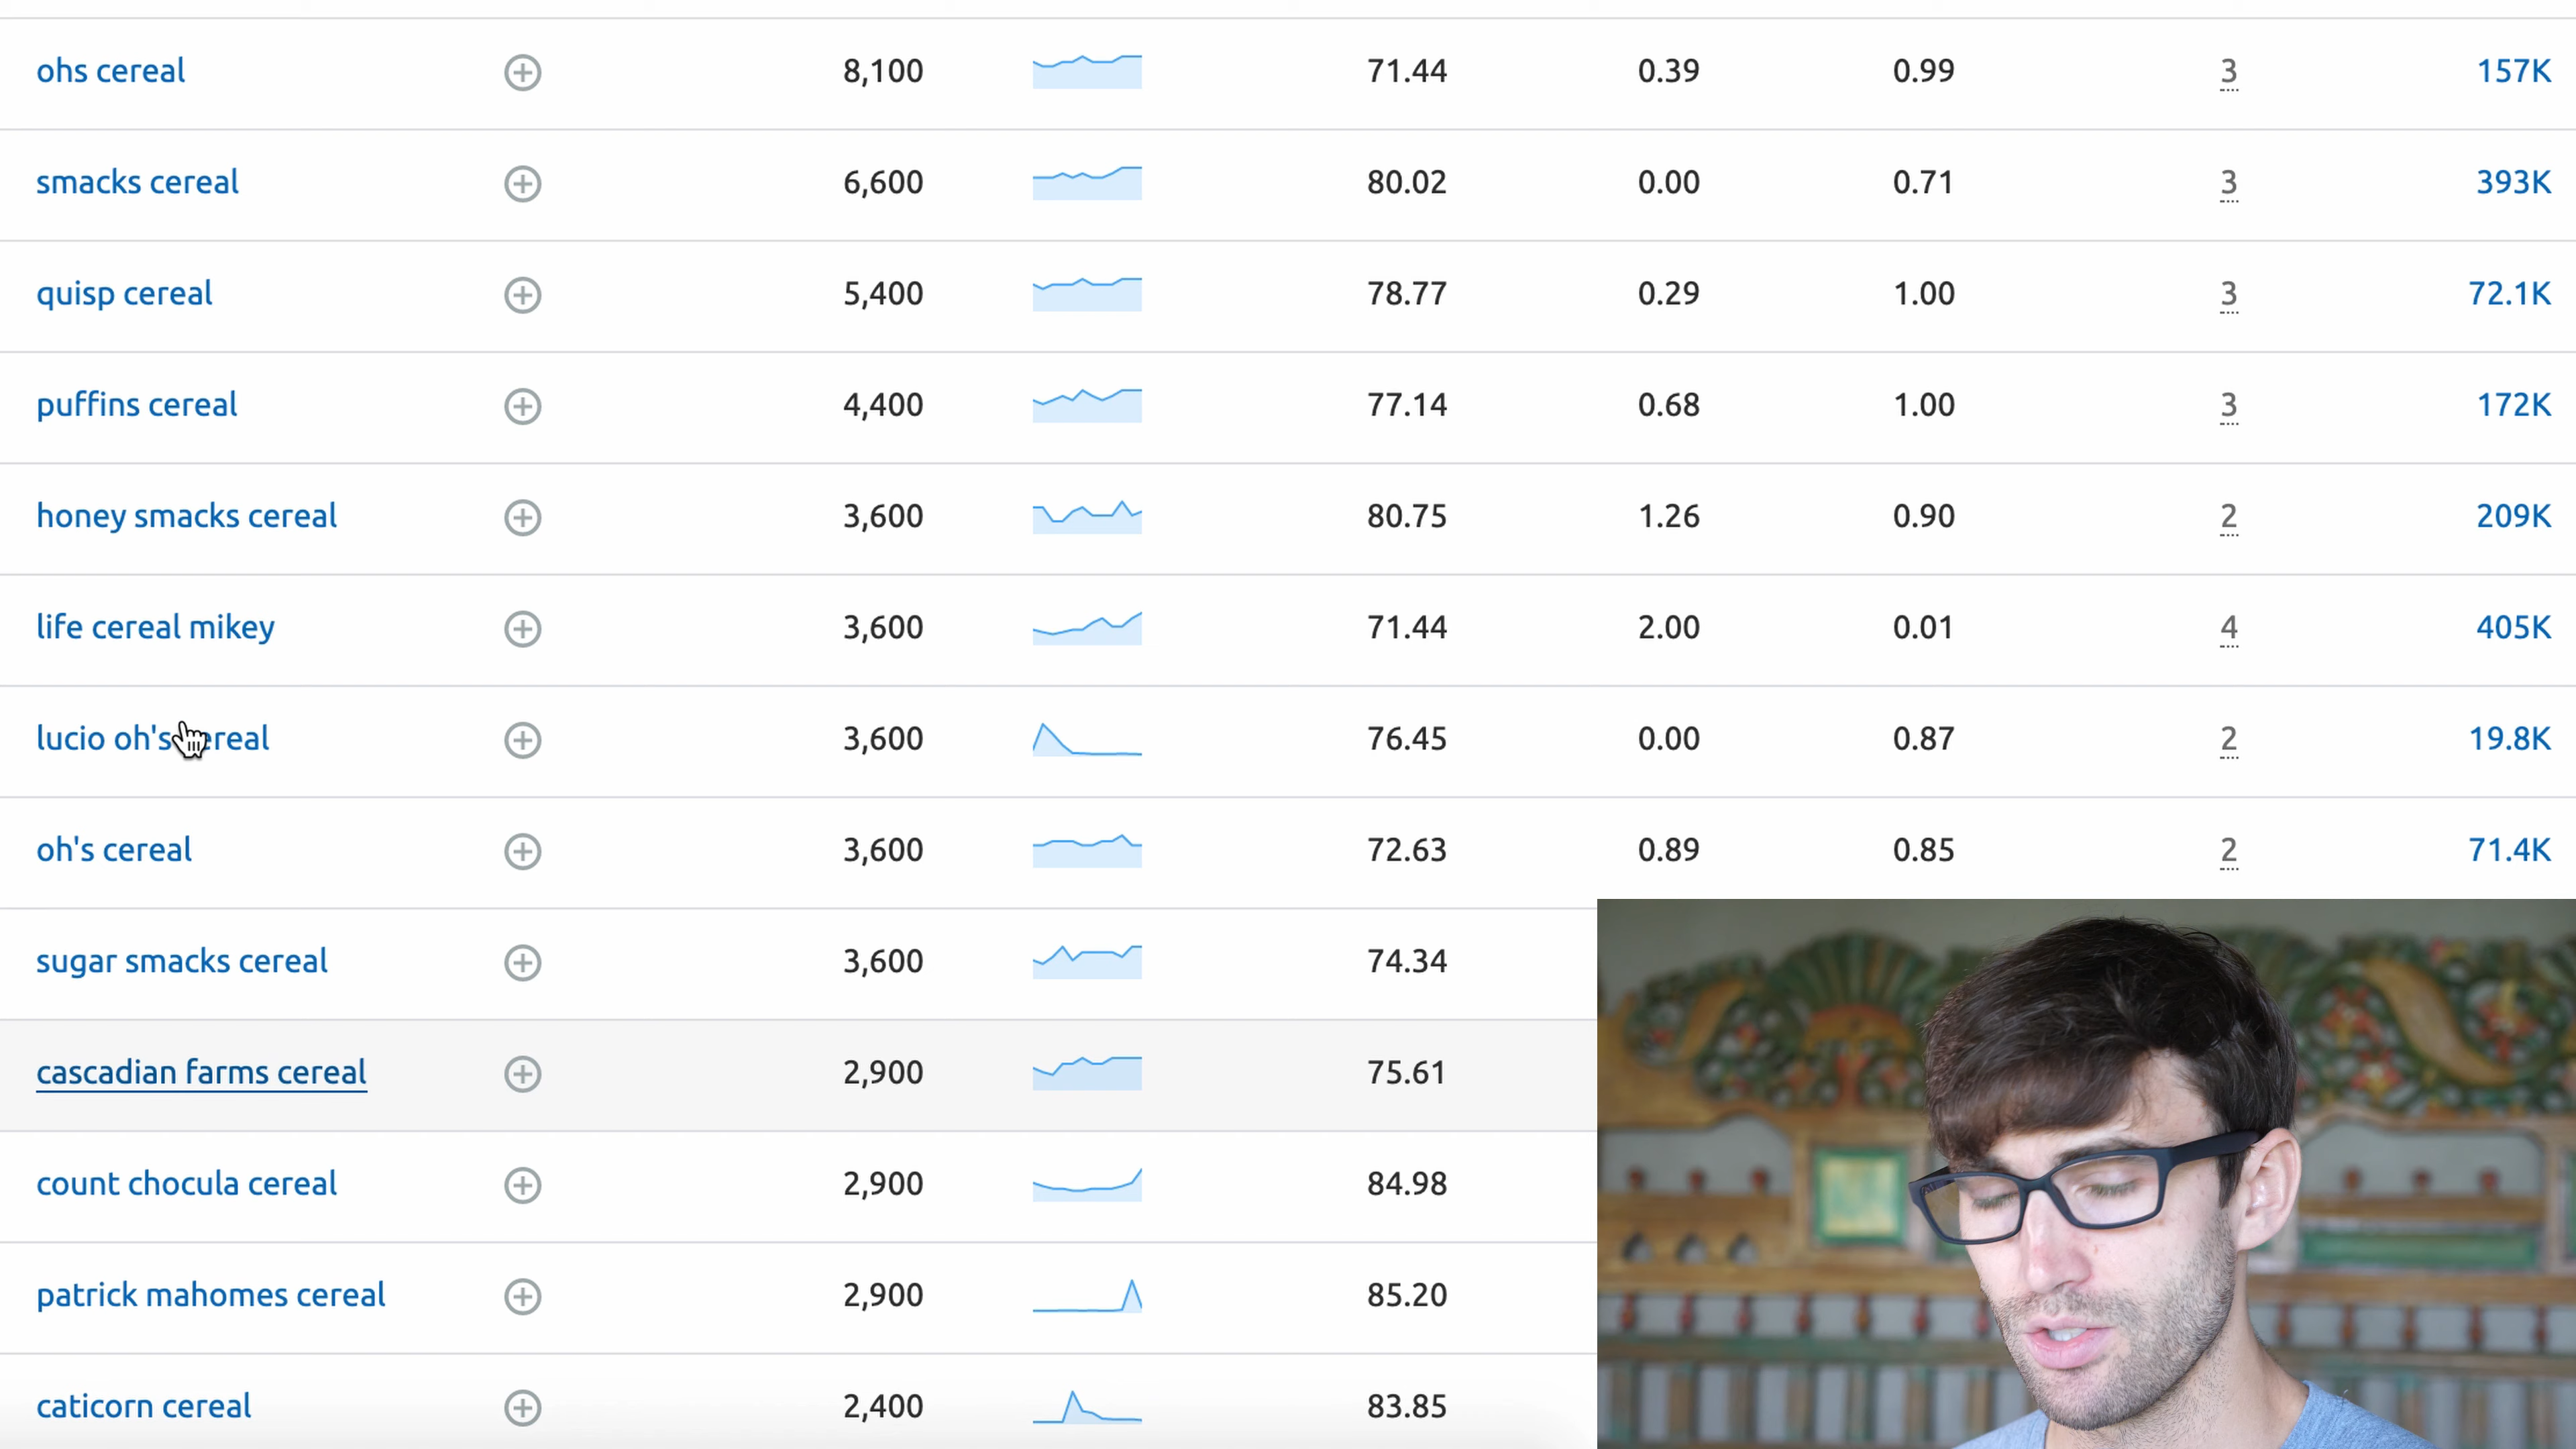 ohs cereal 8,100 71.44 0.39 0.99 3 157K
smacks cereal 6,600 80.02 0.00 0.71 3 393K
quisp cereal 5,400 78.77 0.29 1.00 3 72.1K
puffins cereal 4,400 77.14 0.68 1.00 3 172K
honey smacks cereal 3,600 80.75 1.26 0.90 2 209K
life cereal mikey 3,600 71.44 2.00 0.01 4 405K
lucio oh's cereal 3,600 76.45 0.00 0.87 2 19.8K
oh's cereal 3,600 72.63 0.89 0.85 2 71.4K
sugar smacks cereal 3,600 74.34
cascadian farms cereal 2,900 75.61
count chocula cereal 2,900 84.98
patrick mahomes cereal 2,900 85.20
caticorn cereal 2,400 83.85